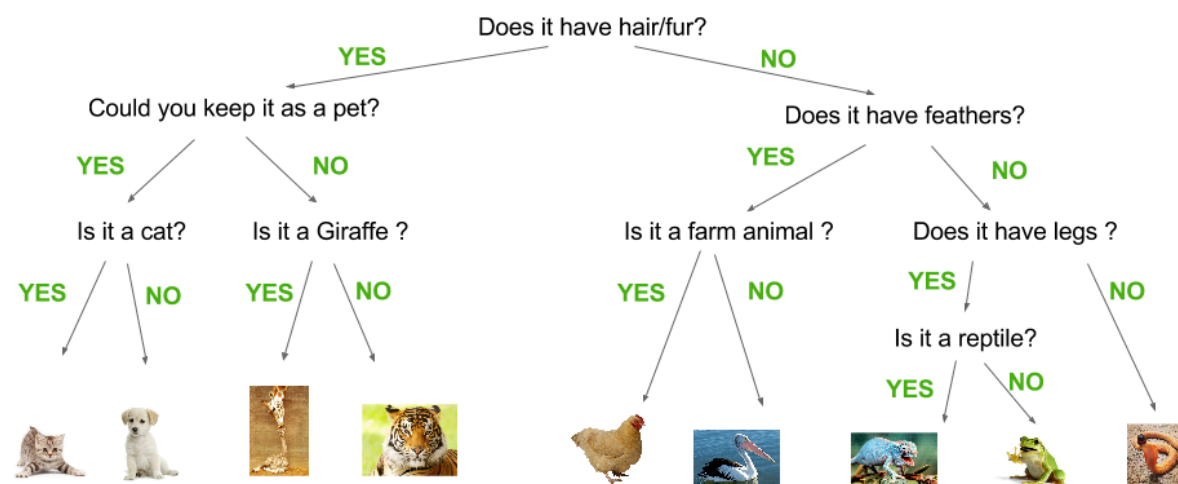 Does it have hair/fur?
YES
NO
Could you keep it as a pet?
Does it have feathers?
YES
NO
YES
NO
Is it a cat?
Is it a Giraffe ?
Is it a farm animal ?
Does it have legs ?
YES
NO
YES
NO
YES
NO
YES
NO
Is it a reptile?
YES
NO